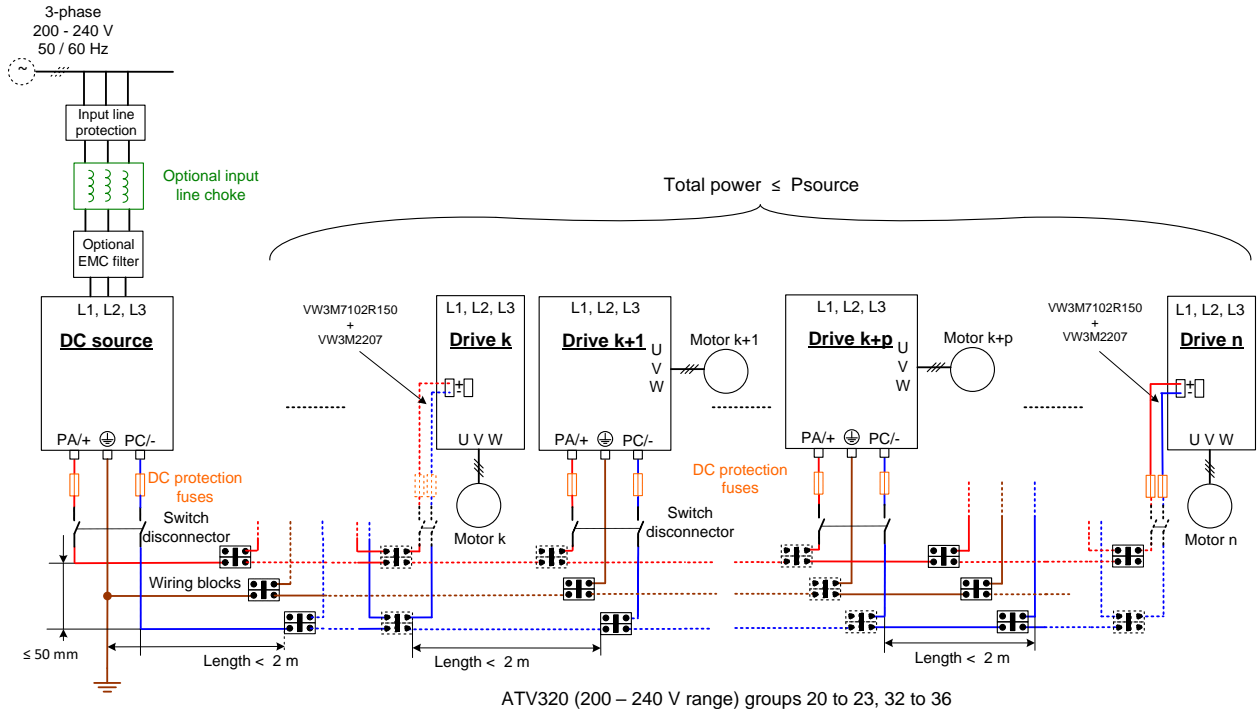 3-phase
200 - 240 V
50 / 60 Hz
~
Input line
protection
Optional input
line choke
Optional
EMC filter
Total power ≤ Psource
L1, L2, L3
DC source
PA/+
PC/-
VW3M7102R150
+
VW3M2207
L1, L2, L3
Drive k
+
-
U V W
Motor k
L1, L2, L3
Drive k+1
U
V
W
PA/+
PC/-
Motor k+1
L1, L2, L3
Drive k+p
U
V
W
PA/+
PC/-
Motor k+p
VW3M7102R150
+
VW3M2207
L1, L2, L3
Drive n
+
-
U V W
Motor n
DC protection
fuses
Switch
disconnector
Switch
disconnector
DC protection
fuses
Wiring blocks
≤ 50 mm
Length < 2 m
Length < 2 m
Length < 2 m
ATV320 (200 – 240 V range) groups 20 to 23, 32 to 36